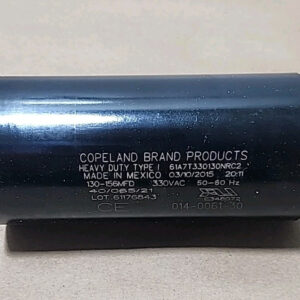 COPELAND BRAND PRODUCTS
HEAVY DUTY TYPE I 61A7T330130NRC2
MADE IN MEXICO 03/10/2015 20:11
130-156MFD 330VAC 50-60 Hz
40/085/21
LOT 61176843
CE 014-0061-30